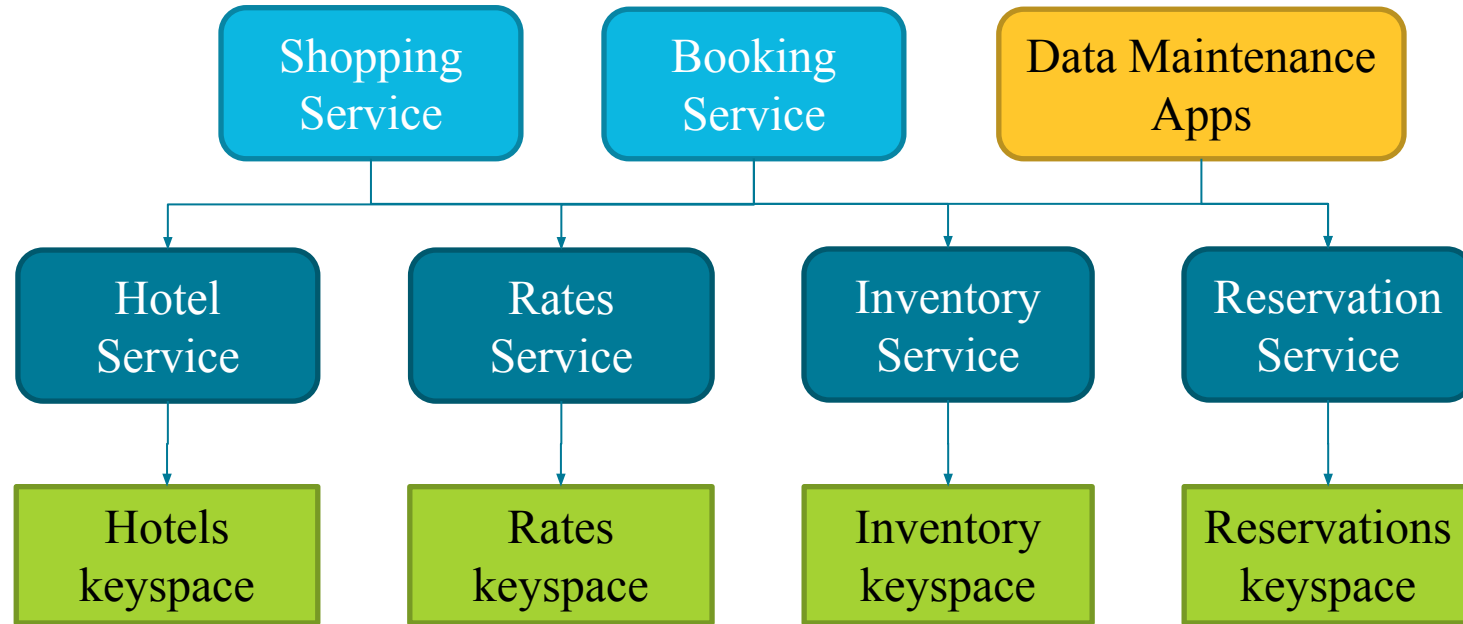 Shopping
Service
Booking
Service
Data Maintenance
Apps
Hotel
Service
Rates
Service
Inventory
Service
Reservation
Service
Hotels
keyspace
Rates
keyspace
Inventory
keyspace
Reservations
keyspace